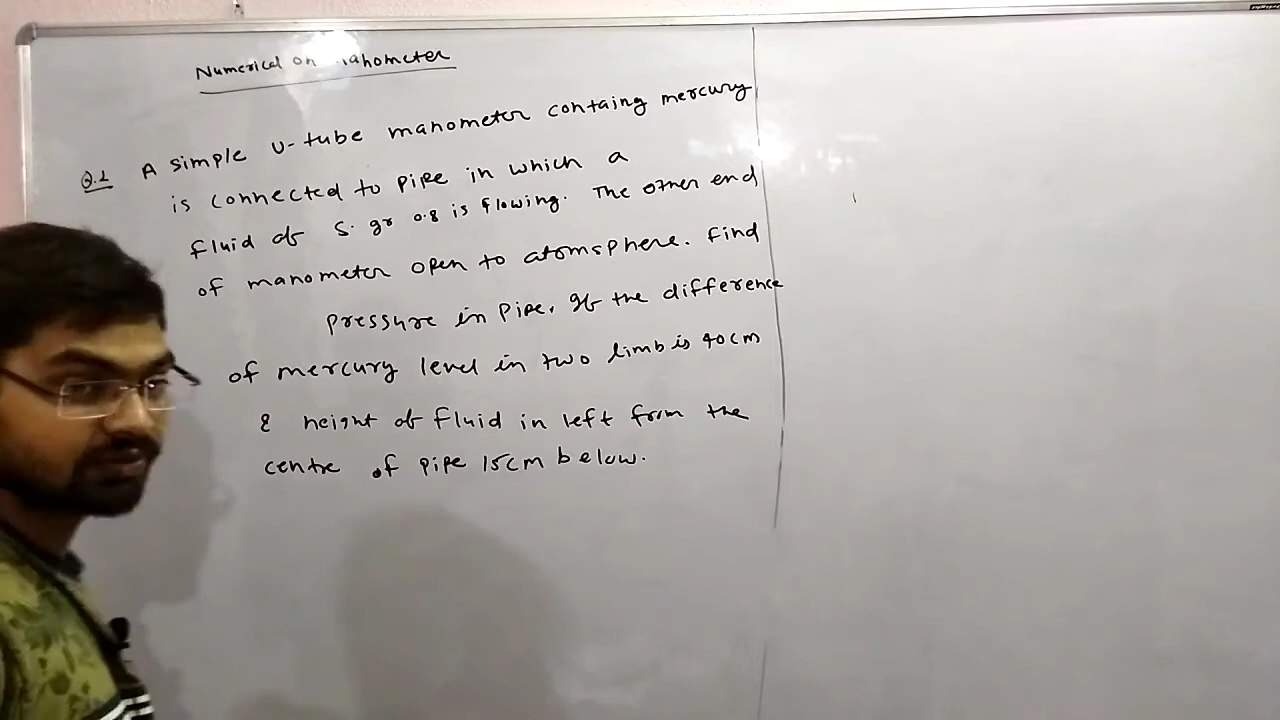 Numerical on Manometer
Q.1 A simple U-tube manometer containg mercury
is connected to pipe in which a
fluid of S. gr 0.8 is flowing. The other end
of manometer open to atomsphere. Find
pressure in pipe, If the difference
of mercury level in two limb is 40cm
& height of fluid in left from the
centre of pipe 15cm below.